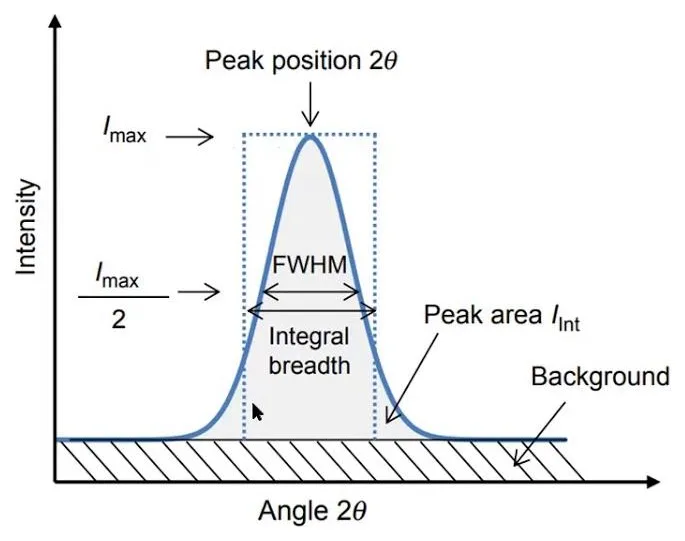 Peak position 2θ
Imax
Intensity
FWHM
Imax
2
Integral
breadth
Peak area IInt
Background
Angle 2θ